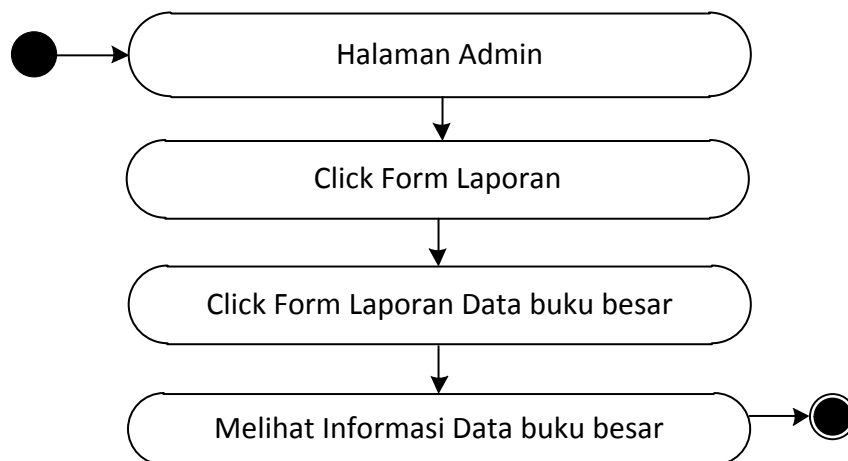 Halaman Admin
Click Form Laporan
Click Form Laporan Data buku besar
Melihat Informasi Data buku besar